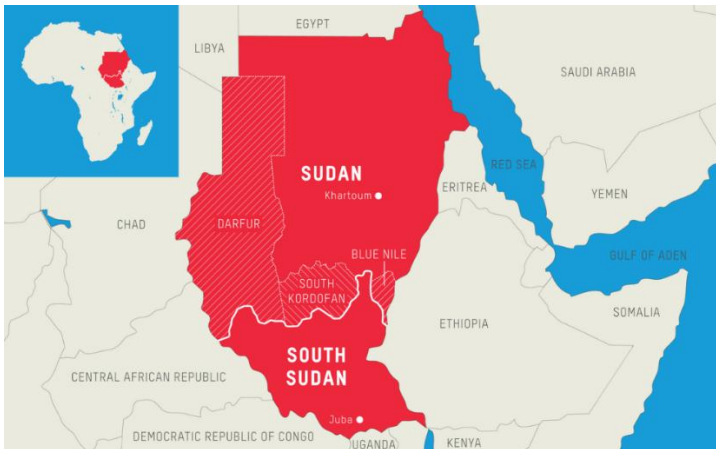 EGYPT
LIBYA
SAUDI ARABIA
SUDAN
RED SEA
Khartoum
ERITREA
YEMEN
CHAD
DARFUR
BLUE NILE
GULF OF ADEN
SOUTH
KORDOFAN
SOMALIA
ETHIOPIA
SOUTH
SUDAN
CENTRAL AFRICAN REPUBLIC
Juba
DEMOCRATIC REPUBLIC OF CONGO
UGANDA
KENYA